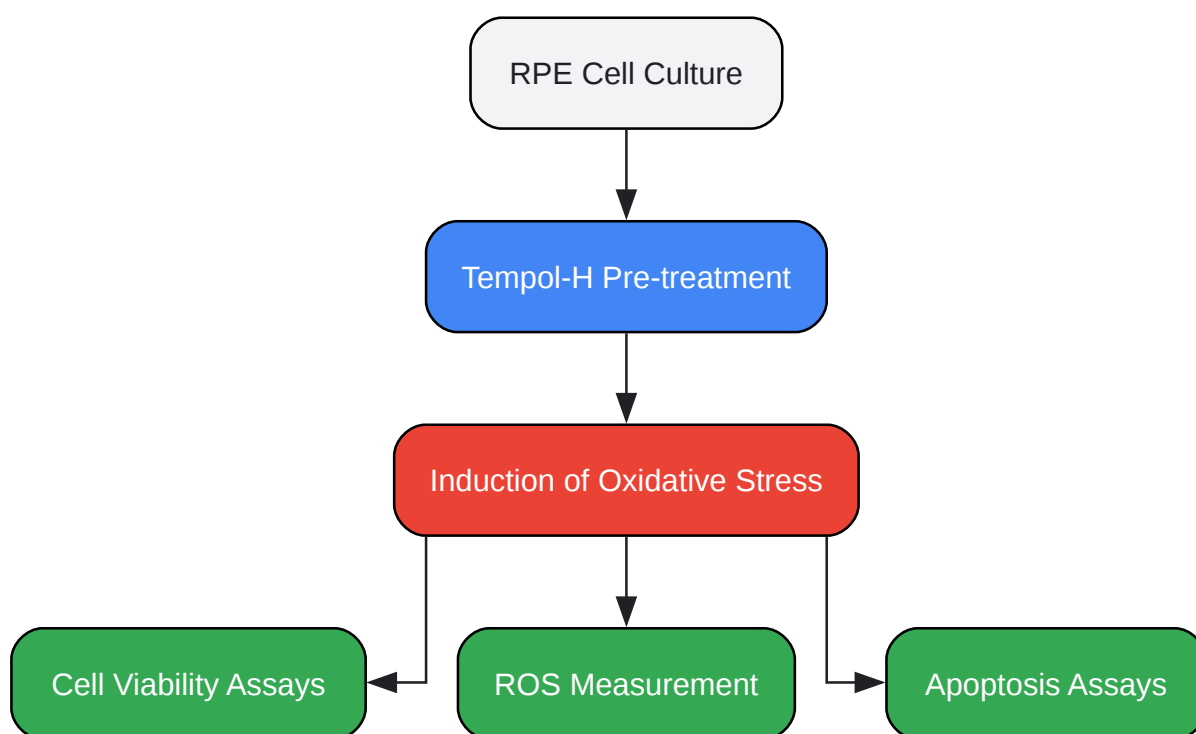 RPE Cell Culture
Tempol-H Pre-treatment
Induction of Oxidative Stress
Cell Viability Assays
ROS Measurement
Apoptosis Assays